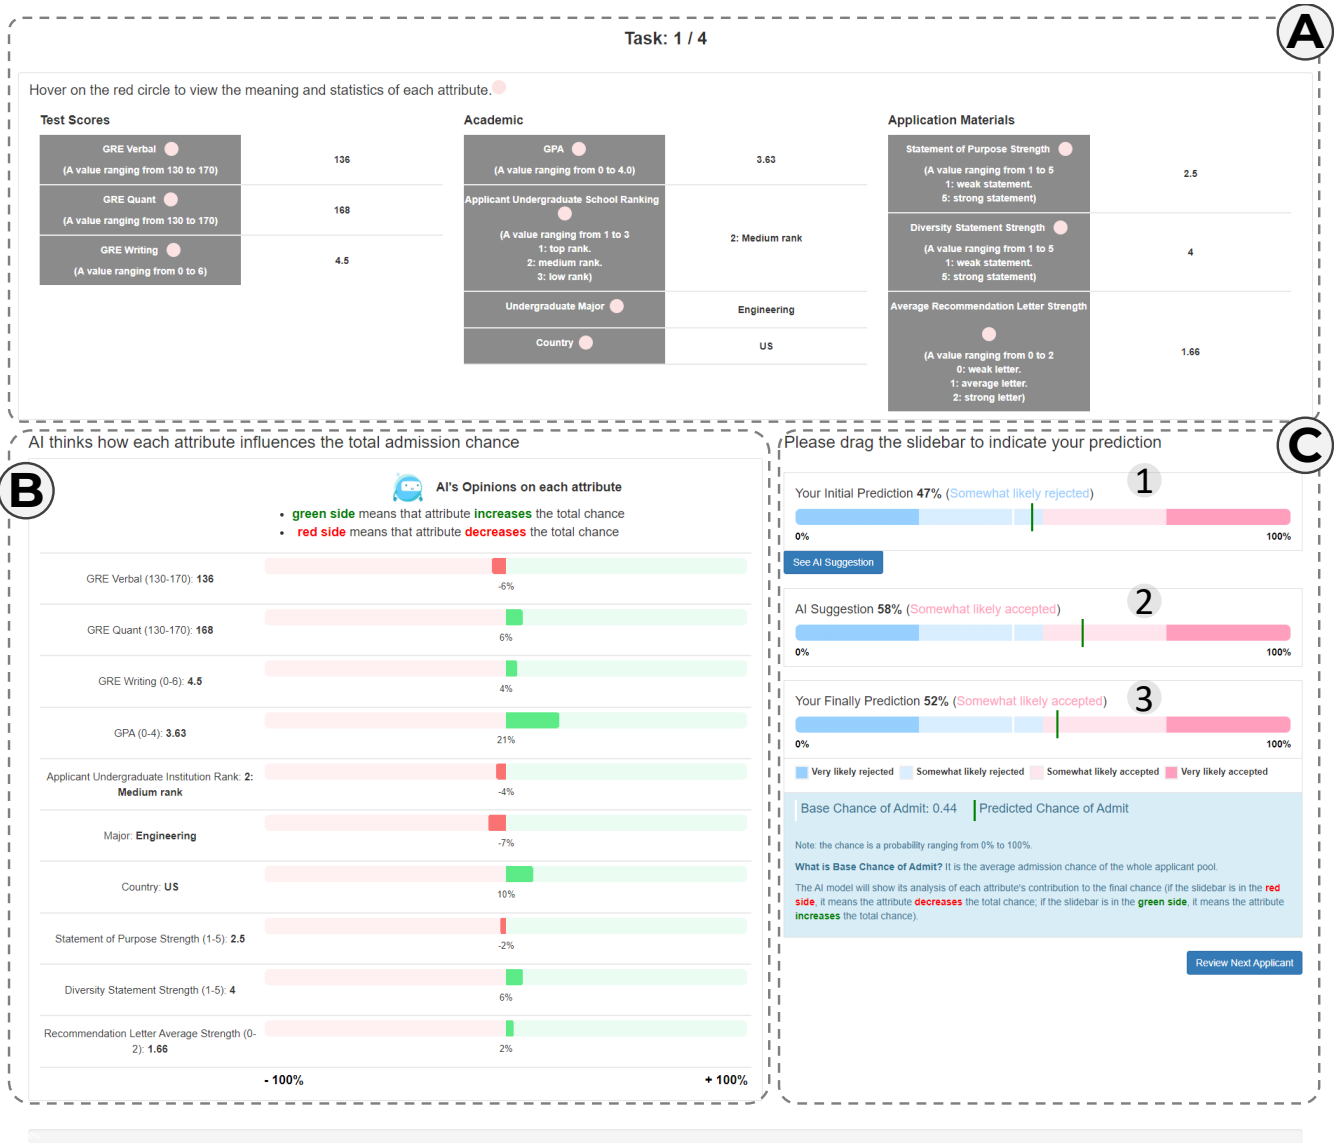 A
Task: 1 / 4
Hover on the red circle to view the meaning and statistics of each attribute.
Test Scores
GRE Verbal
(A value ranging from 130 to 170)
136
GRE Quant
(A value ranging from 130 to 170)
168
GRE Writing
(A value ranging from 0 to 6)
4.5
Academic
GPA
(A value ranging from 0 to 4.0)
3.63
Applicant Undergraduate School Ranking
(A value ranging from 1 to 3
1: top rank.
2: medium rank.
3: low rank)
2: Medium rank
Undergraduate Major
Engineering
Country
US
Application Materials
Statement of Purpose Strength
(A value ranging from 1 to 5
1: weak statement.
5: strong statement)
2.5
Diversity Statement Strength
(A value ranging from 1 to 5
1: weak statement.
5: strong statement)
4
Average Recommendation Letter Strength
(A value ranging from 0 to 2
0: weak letter.
1: average letter.
2: strong letter)
1.66
B
AI thinks how each attribute influences the total admission chance
AI's Opinions on each attribute
• green side means that attribute increases the total chance
• red side means that attribute decreases the total chance
GRE Verbal (130-170): 136
-6%
GRE Quant (130-170): 168
6%
GRE Writing (0-6): 4.5
4%
GPA (0-4): 3.63
21%
Applicant Undergraduate Institution Rank: 2:
Medium rank
-4%
Major: Engineering
-7%
Country: US
10%
Statement of Purpose Strength (1-5): 2.5
-2%
Diversity Statement Strength (1-5): 4
6%
Recommendation Letter Average Strength (0-
2): 1.66
2%
- 100%
+ 100%
C
Please drag the slidebar to indicate your prediction
Your Initial Prediction 47% (Somewhat likely rejected)
1
0%
100%
See AI Suggestion
AI Suggestion 58% (Somewhat likely accepted)
2
0%
100%
Your Finally Prediction 52% (Somewhat likely accepted)
3
0%
100%
Very likely rejected
Somewhat likely rejected
Somewhat likely accepted
Very likely accepted
Base Chance of Admit: 0.44
Predicted Chance of Admit
Note: the chance is a probability ranging from 0% to 100%.
What is Base Chance of Admit? It is the average admission chance of the whole applicant pool.
The AI model will show its analysis of each attribute's contribution to the final chance (if the slidebar is in the red
side, it means the attribute decreases the total chance; if the slidebar is in the green side, it means the attribute
increases the total chance).
Review Next Applicant